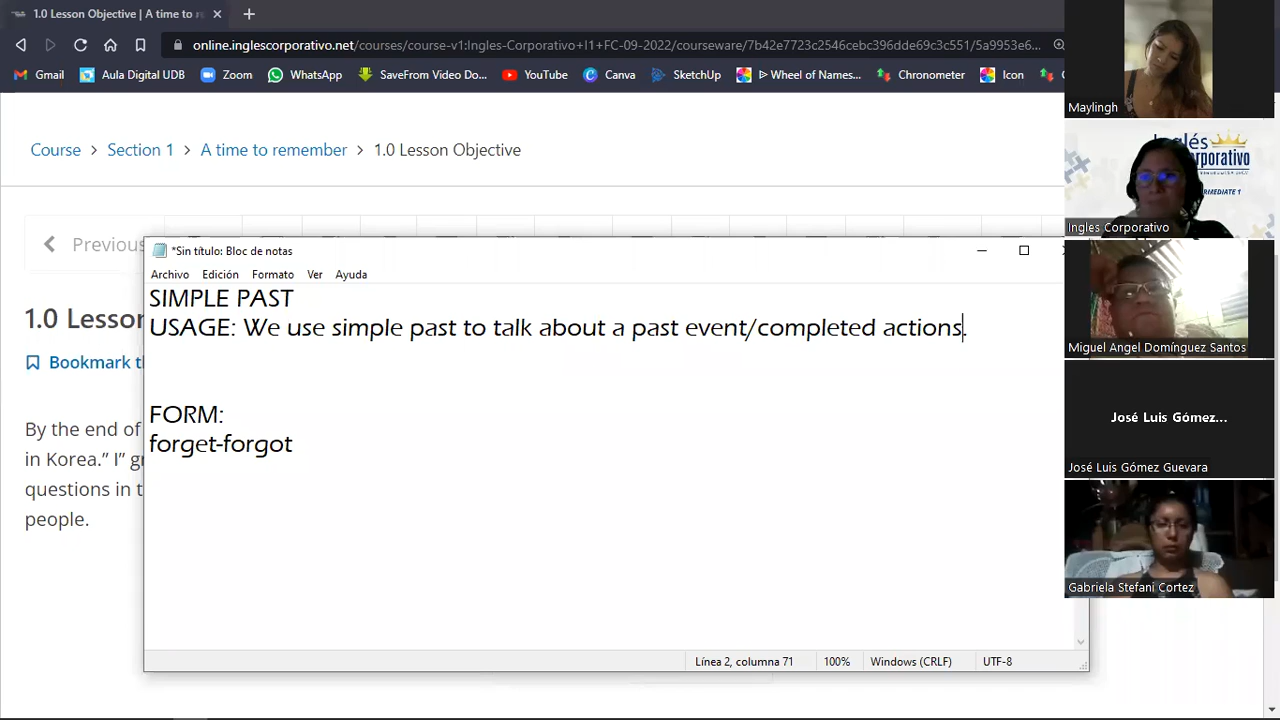 1.0 Lesson Objective | A time to r
online.inglescorporativo.net/courses/course-v1:Ingles-Corporativo+I1+FC-09-2022/courseware/7b42e7723c2546cebc396dde69c3c551/5a9953e6...
Gmail Aula Digital UDB Zoom WhatsApp SaveFrom Video Do... YouTube Canva SketchUp Wheel of Names... Chronometer Icon
Course > Section 1 > A time to remember > 1.0 Lesson Objective
Previous
*Sin título: Bloc de notas
Archivo Edición Formato Ver Ayuda
SIMPLE PAST
USAGE: We use simple past to talk about a past event/completed actions.
FORM:
forget-forgot
Línea 2, columna 71 100% Windows (CRLF) UTF-8
1.0 Lesso
Bookmark t
By the end of
in Korea.” I” g
questions in t
people.
Maylingh
Inglés
INTERMEDIATE 1
Ingles Corporativo
Miguel Angel Domínguez Santos
José Luis Gómez...
José Luis Gómez Guevara
Gabriela Stefani Cortez